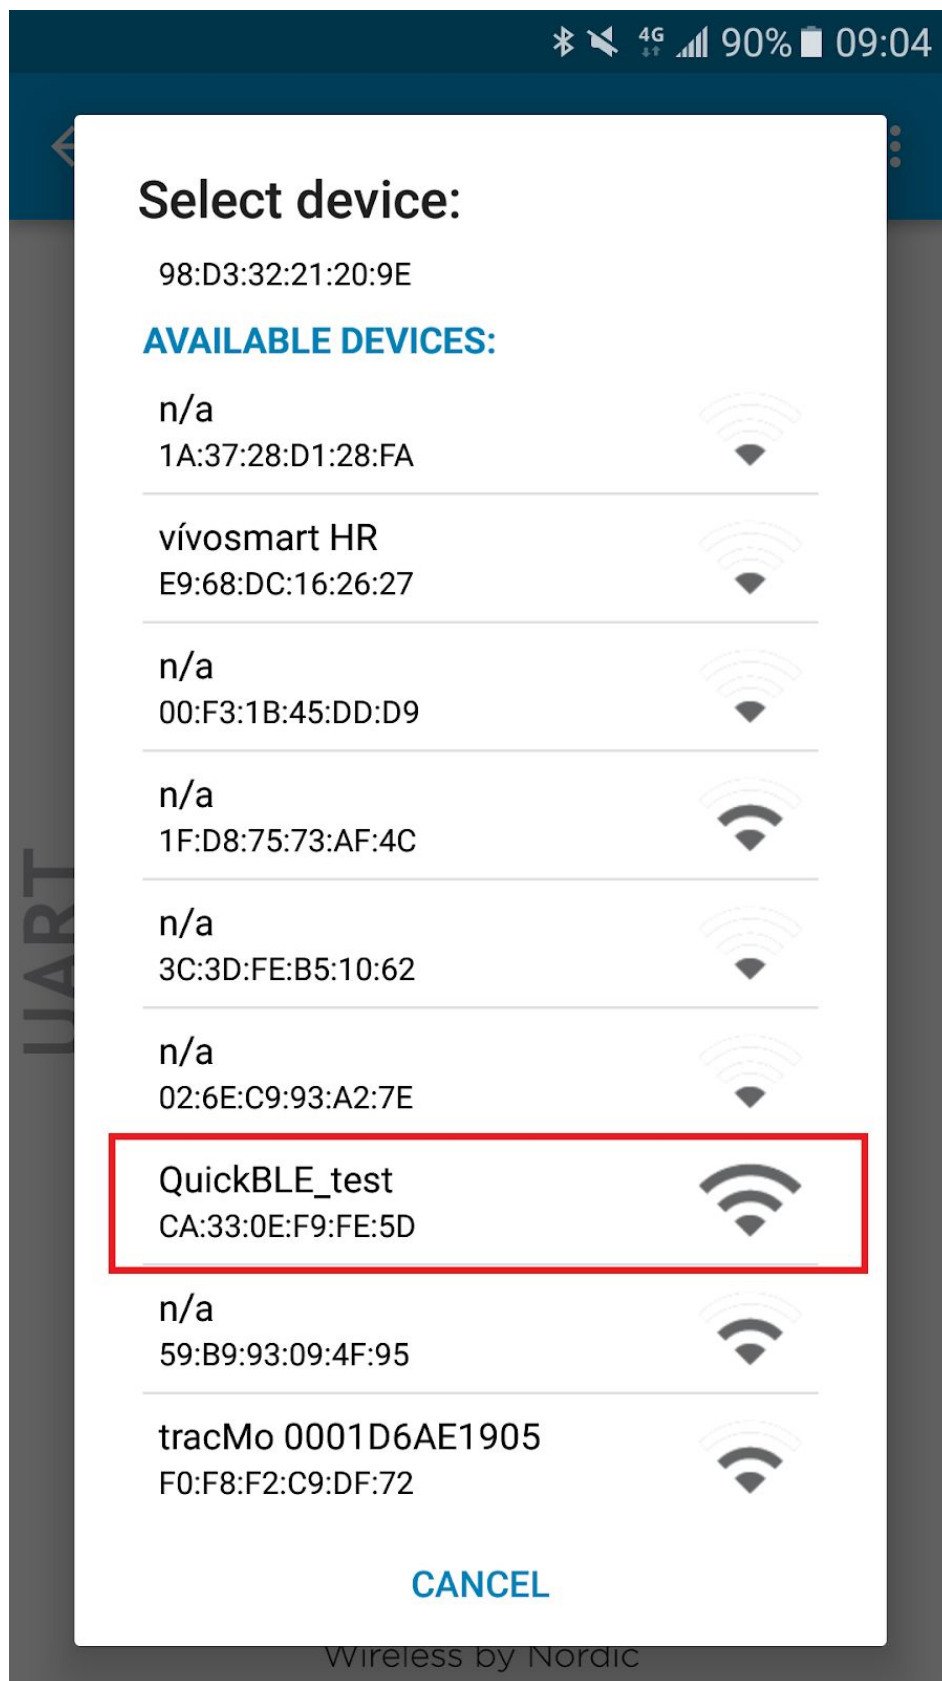 4G 90% 09:04
Select device:
98:D3:32:21:20:9E
AVAILABLE DEVICES:
n/a
1A:37:28:D1:28:FA
vívosmart HR
E9:68:DC:16:26:27
n/a
00:F3:1B:45:DD:D9
n/a
1F:D8:75:73:AF:4C
n/a
3C:3D:FE:B5:10:62
n/a
02:6E:C9:93:A2:7E
QuickBLE_test
CA:33:0E:F9:FE:5D
n/a
59:B9:93:09:4F:95
tracMo 0001D6AE1905
F0:F8:F2:C9:DF:72
CANCEL
UART
Wireless by Nordic